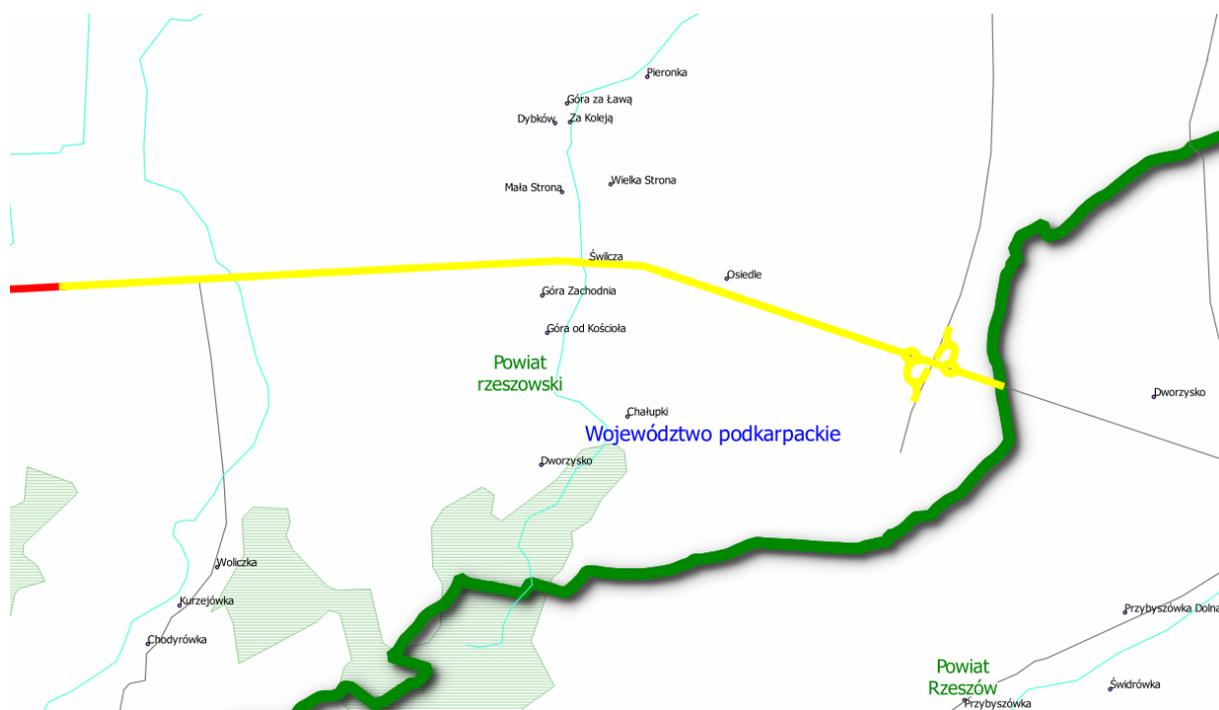 Pieronka
Góra za Ławą
Dybków
Za Koleją
Mała Strona
Wielka Strona
Świlcza
Osiedle
Góra Zachodnia
Góra od Kościoła
Powiat
rzeszowski
Dworzysko
Chałupki
Województwo podkarpackie
Dworzysko
Woliczka
Kurzejówka
Przybyszówka Dolna
Chodyrówka
Powiat
Rzeszów
Świdrówka
Przybyszówka